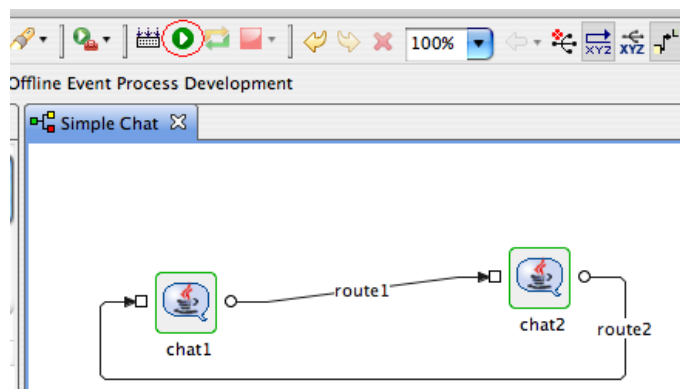 100%
XYZ
XYZ
L
Offline Event Process Development
Simple Chat
route1
chat2
route2
chat1